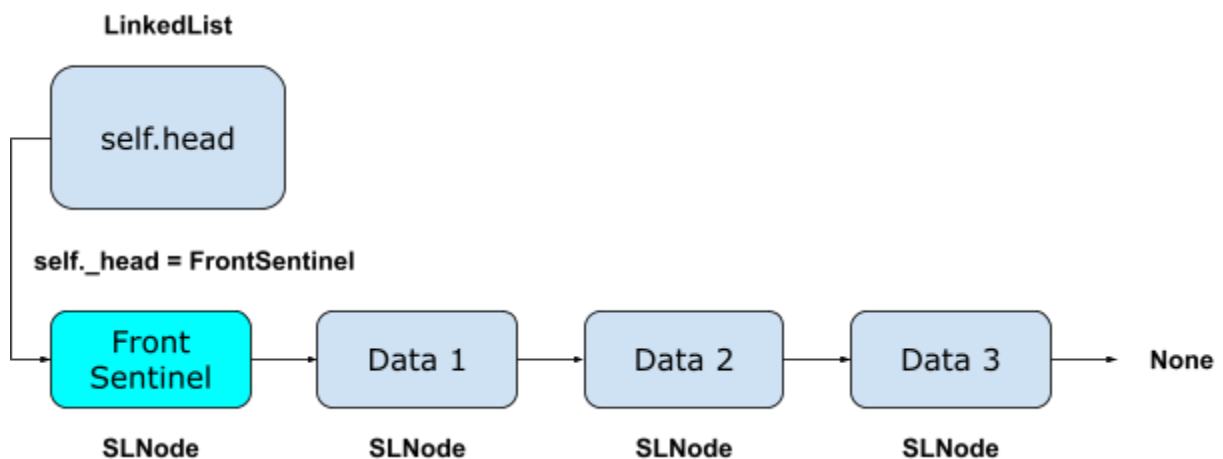 LinkedList
self.head
self._head = FrontSentinel
Front
Sentinel
Data 1
Data 2
Data 3
None
SLNode
SLNode
SLNode
SLNode